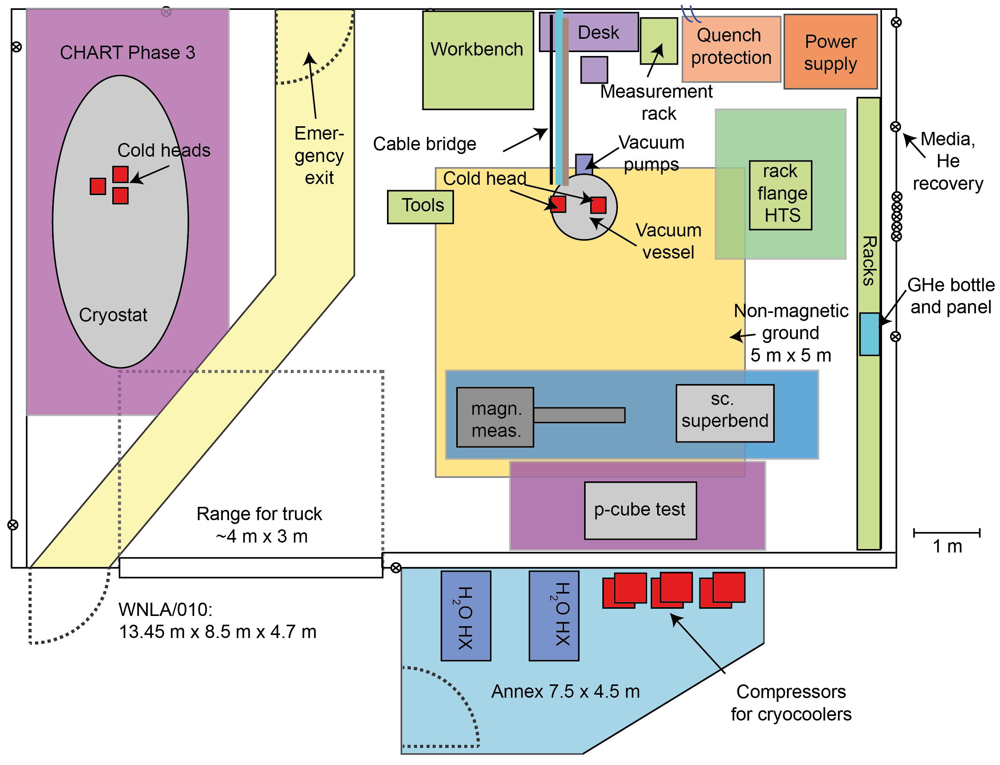 CHART Phase 3
Cold heads
Cryostat
Emer-
gency
exit
Workbench
Desk
Measurement
rack
Quench
protection
Power
supply
Cable bridge
Vacuum
pumps
Cold head
Tools
Vacuum
vessel
rack
flange
HTS
Racks
Media,
He
recovery
GHe bottle
and panel
Non-magnetic
ground
5 m x 5 m
magn.
meas.
sc.
superbend
p-cube test
Range for truck
~4 m x 3 m
1 m
WNLA/010:
13.45 m x 8.5 m x 4.7 m
H2O HX
H2O HX
Annex 7.5 x 4.5 m
Compressors
for cryocoolers